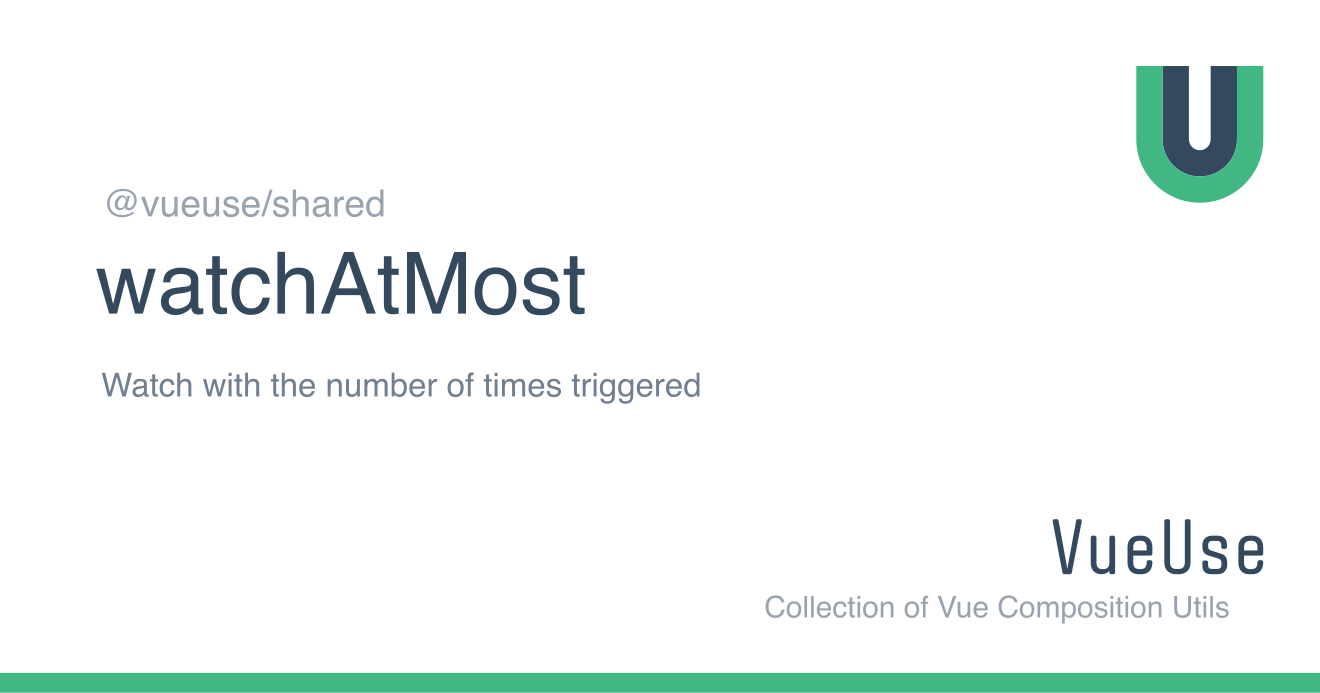 @vueuse/shared
watchAtMost
Watch with the number of times triggered
VueUse
Collection of Vue Composition Utils